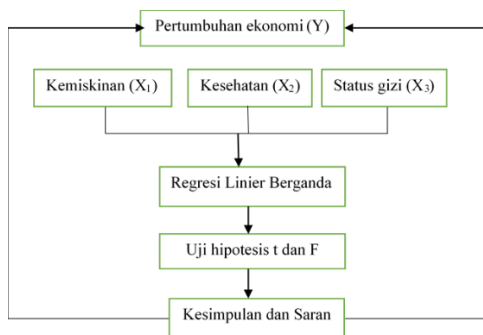 Pertumbuhan ekonomi (Y)
Kemiskinan (X₁)
Kesehatan (X₂)
Status gizi (X₃)
Regresi Linier Berganda
Uji hipotesis t dan F
Kesimpulan dan Saran